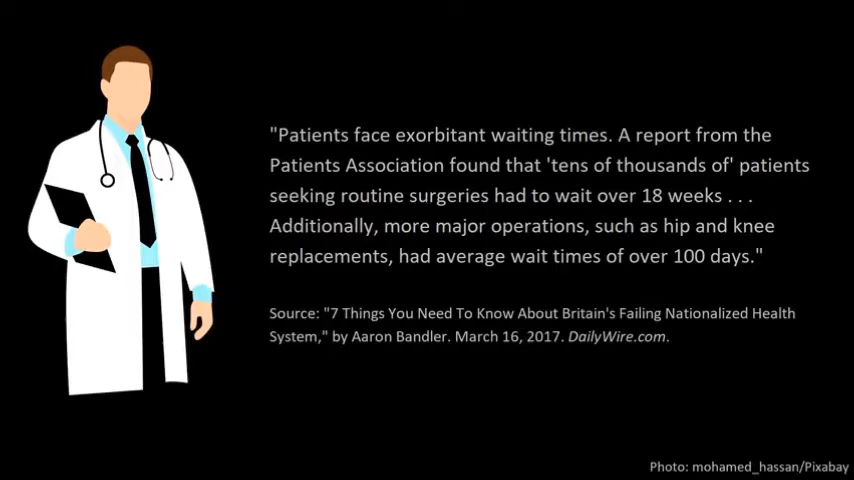 "Patients face exorbitant waiting times. A report from the
Patients Association found that 'tens of thousands of' patients
seeking routine surgeries had to wait over 18 weeks . . .
Additionally, more major operations, such as hip and knee
replacements, had average wait times of over 100 days."
Source: "7 Things You Need To Know About Britain's Failing Nationalized Health
System," by Aaron Bandler. March 16, 2017. DailyWire.com.
Photo: mohamed_hassan/Pixabay